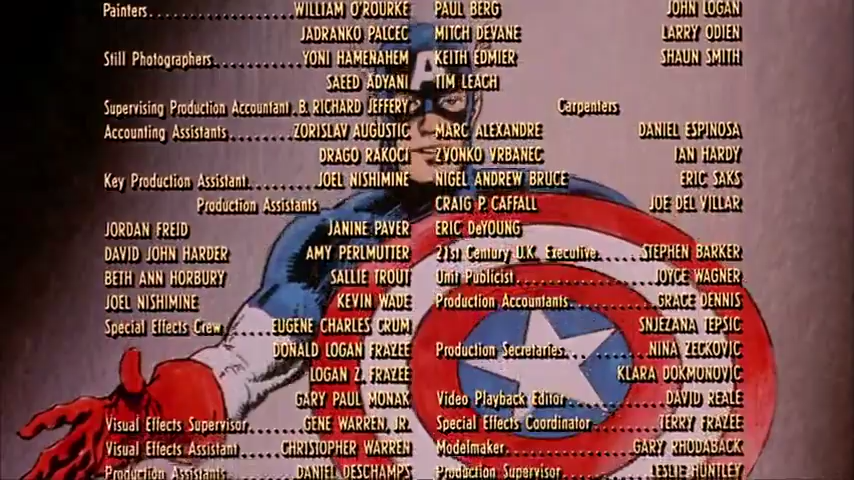 Painters WILLIAM O'ROURKE PAUL BERG JOHN LOGAN
JADRANKO PALCEC MITCH DEVANE LARRY ODIEN
Still Photographers YONI HAMENAHEM KEITH EDMIER SHAUN SMITH
SAEED ADYANI TIM LEACH
Supervising Production Accountant B. RICHARD JEFFERY Carpenters
Accounting Assistants ZORISLAV AUGUSTIC MARC ALEXANDRE DANIEL ESPINOSA
DRAGO RAKOCI ZVONKO VRBANEC IAN HARDY
Key Production Assistant JOEL NISHIMINE NIGEL ANDREW BRUCE ERIC SAKS
Production Assistants CRAIG P. CAFFALL JOE DEL VILLAR
JORDAN FREID JANINE PAVER ERIC DeYOUNG
DAVID JOHN HARDER AMY PERLMUTTER 21st Century U.K. Executive STEPHEN BARKER
BETH ANN HORBURY SALLIE TROUT Unit Publicist JOYCE WAGNER
JOEL NISHIMINE KEVIN WADE Production Accountants GRACE DENNIS
Special Effects Crew EUGENE CHARLES CRUM SNJEZANA TEPSIC
DONALD LOGAN FRAZEE Production Secretaries NINA ZECKOVIC
LOGAN Z. FRAZEE KLARA DOKMONOVIC
GARY PAUL MONAK Video Playback Editor DAVID REALE
Visual Effects Supervisor GENE WARREN, JR. Special Effects Coordinator TERRY FRAZEE
Visual Effects Assistant CHRISTOPHER WARREN Modelmaker GARY RHODABACK
Production Assistants DANIEL DESCHAMPS Production Supervisor LESLIE HUNTLEY
A